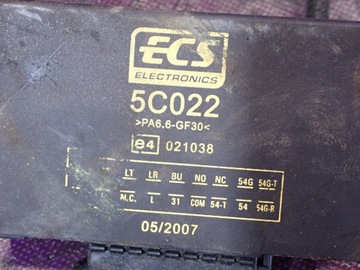 ECS
ELECTRONICS
5C022
>PA6.6-GF30<
e4 021038
LT LR BU NO NC 54G 54G-T
N.C. L 31 COM 54-T 54 54G-R
05/2007